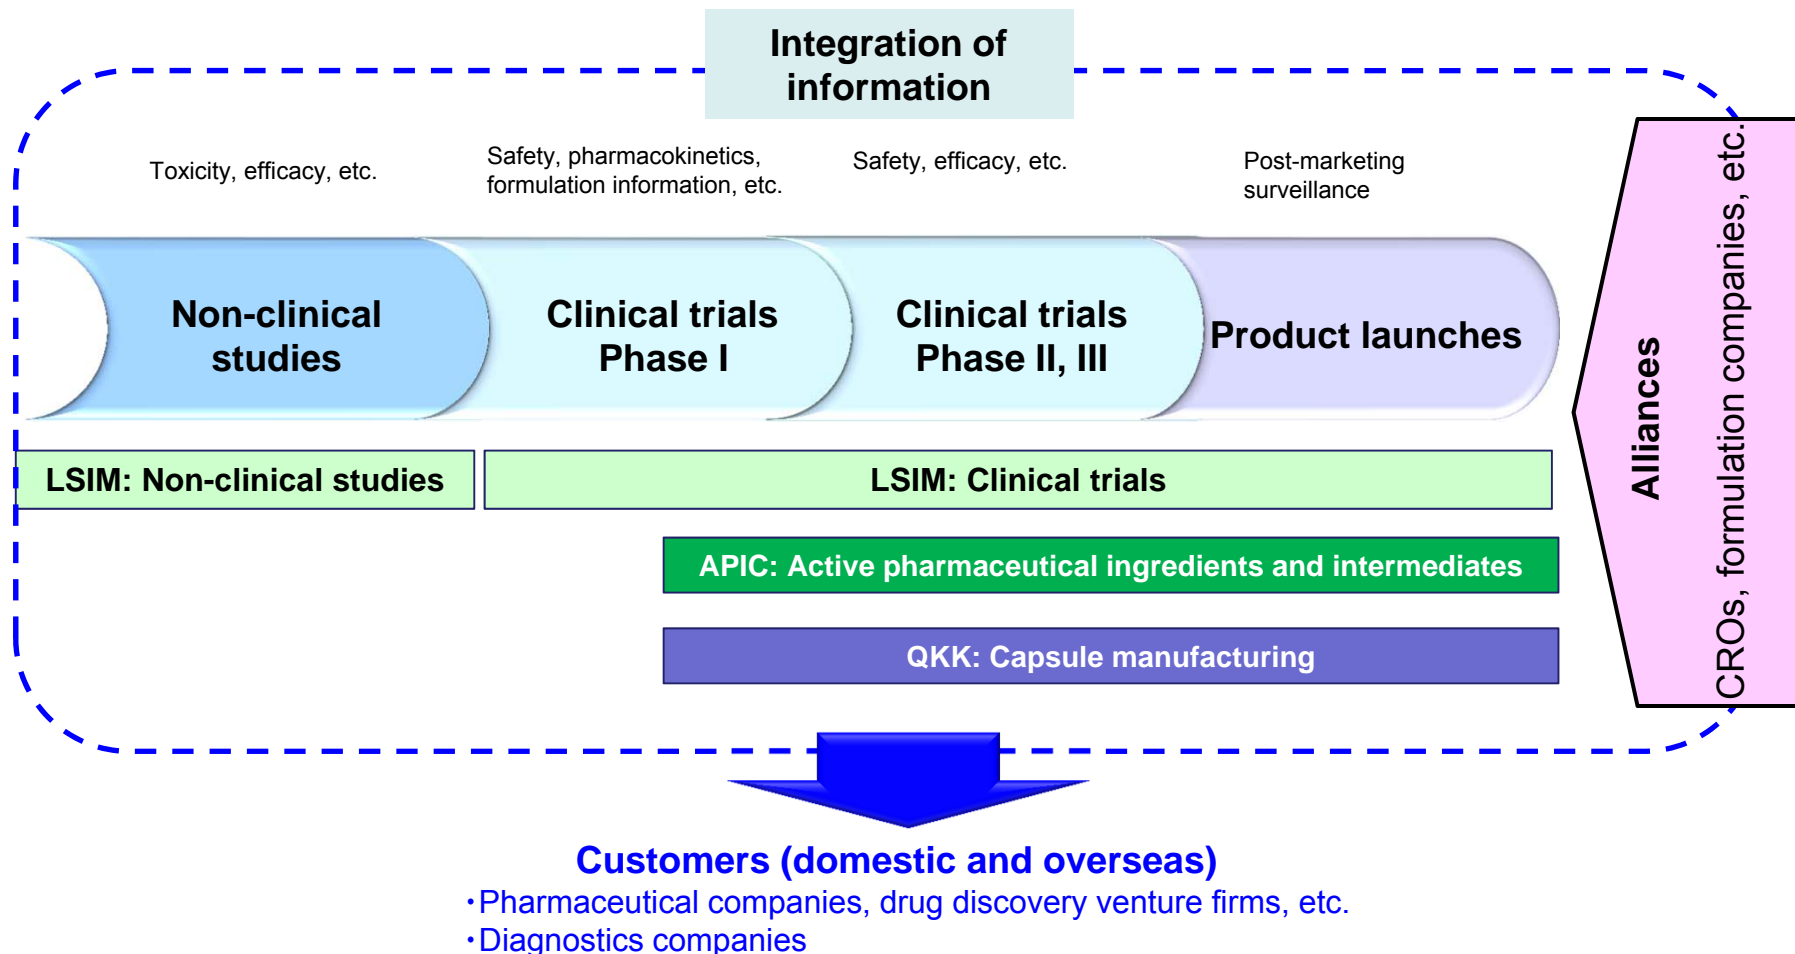 Integration of
information
Toxicity, efficacy, etc.
Safety, pharmacokinetics,
formulation information, etc.
Safety, efficacy, etc.
Post-marketing
surveillance
Non-clinical
studies
Clinical trials
Phase I
Clinical trials
Phase II, III
Product launches
LSIM: Non-clinical studies
LSIM: Clinical trials
APIC: Active pharmaceutical ingredients and intermediates
QKK: Capsule manufacturing
Alliances
CROs, formulation companies, etc.
Customers (domestic and overseas)
・Pharmaceutical companies, drug discovery venture firms, etc.
・Diagnostics companies